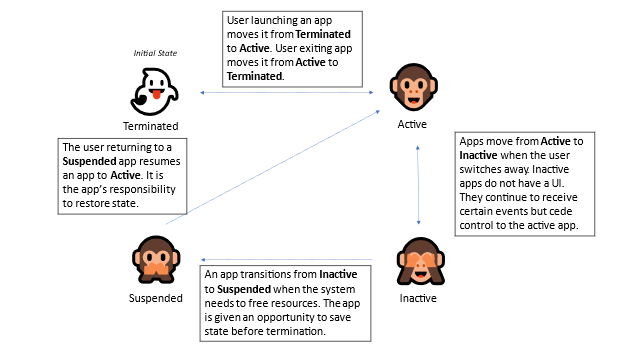 User launching an app
moves it from Terminated
to Active. User exiting app
moves it from Active to
Terminated.
Initial State
Terminated
Active
The user returning to a
Suspended app resumes
an app to Active. It is
the app's responsibility
to restore state.
Apps move from Active to
Inactive when the user
switches away. Inactive
apps do not have a UI.
They continue to receive
certain events but cede
control to the active app.
Suspended
An app transitions from Inactive
to Suspended when the system
needs to free resources. The app
is given an opportunity to save
state before termination.
Inactive